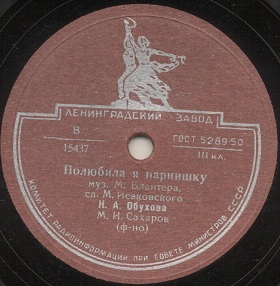 ЛЕНИНГРАДСКИЙ ЗАВОД
В
15437
ГОСТ 5289-50
III кл.
Полюбила я парнишку
муз. М. Блантера,
сл. М. Исаковского
Н. А. Обухова
М. И. Сахаров
(ф-но)
КОМИТЕТ РАДИОИНФОРМАЦИИ ПРИ СОВЕТЕ МИНИСТРОВ СССР